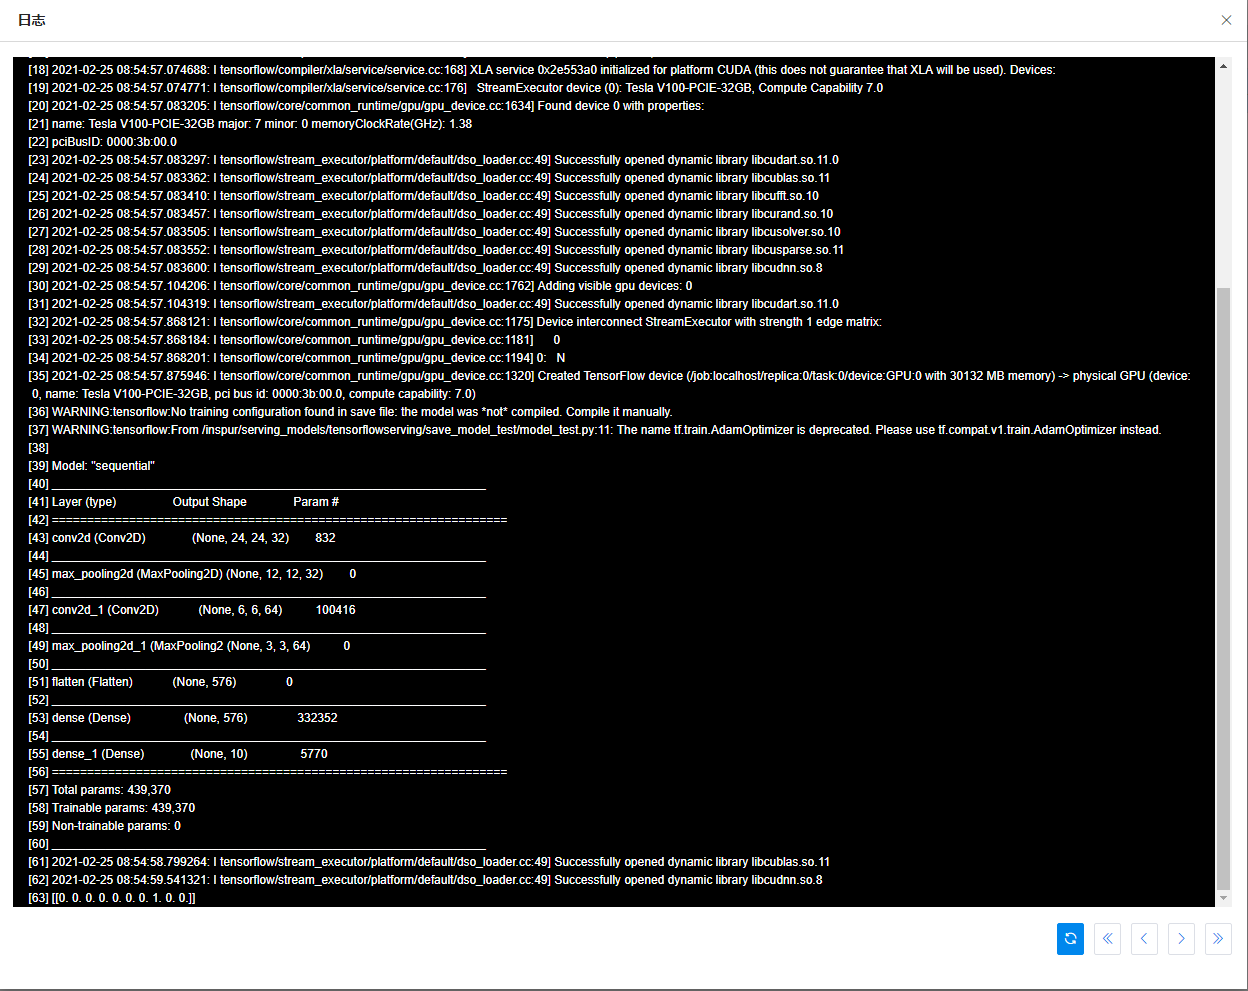 日志
[18] 2021-02-25 08:54:57.074688: I tensorflow/compiler/xla/service/service.cc:168] XLA service 0x2e553a0 initialized for platform CUDA (this does not guarantee that XLA will be used). Devices:
[19] 2021-02-25 08:54:57.074771: I tensorflow/compiler/xla/service/service.cc:176]   StreamExecutor device (0): Tesla V100-PCIE-32GB, Compute Capability 7.0
[20] 2021-02-25 08:54:57.083205: I tensorflow/core/common_runtime/gpu/gpu_device.cc:1634] Found device 0 with properties:
[21] name: Tesla V100-PCIE-32GB major: 7 minor: 0 memoryClockRate(GHz): 1.38
[22] pciBusID: 0000:3b:00.0
[23] 2021-02-25 08:54:57.083297: I tensorflow/stream_executor/platform/default/dso_loader.cc:49] Successfully opened dynamic library libcudart.so.11.0
[24] 2021-02-25 08:54:57.083362: I tensorflow/stream_executor/platform/default/dso_loader.cc:49] Successfully opened dynamic library libcublas.so.11
[25] 2021-02-25 08:54:57.083410: I tensorflow/stream_executor/platform/default/dso_loader.cc:49] Successfully opened dynamic library libcufft.so.10
[26] 2021-02-25 08:54:57.083457: I tensorflow/stream_executor/platform/default/dso_loader.cc:49] Successfully opened dynamic library libcurand.so.10
[27] 2021-02-25 08:54:57.083505: I tensorflow/stream_executor/platform/default/dso_loader.cc:49] Successfully opened dynamic library libcusolver.so.10
[28] 2021-02-25 08:54:57.083552: I tensorflow/stream_executor/platform/default/dso_loader.cc:49] Successfully opened dynamic library libcusparse.so.11
[29] 2021-02-25 08:54:57.083600: I tensorflow/stream_executor/platform/default/dso_loader.cc:49] Successfully opened dynamic library libcudnn.so.8
[30] 2021-02-25 08:54:57.104206: I tensorflow/core/common_runtime/gpu/gpu_device.cc:1762] Adding visible gpu devices: 0
[31] 2021-02-25 08:54:57.104319: I tensorflow/stream_executor/platform/default/dso_loader.cc:49] Successfully opened dynamic library libcudart.so.11.0
[32] 2021-02-25 08:54:57.868121: I tensorflow/core/common_runtime/gpu/gpu_device.cc:1175] Device interconnect StreamExecutor with strength 1 edge matrix:
[33] 2021-02-25 08:54:57.868184: I tensorflow/core/common_runtime/gpu/gpu_device.cc:1181]      0
[34] 2021-02-25 08:54:57.868201: I tensorflow/core/common_runtime/gpu/gpu_device.cc:1194] 0:   N
[35] 2021-02-25 08:54:57.875946: I tensorflow/core/common_runtime/gpu/gpu_device.cc:1320] Created TensorFlow device (/job:localhost/replica:0/task:0/device:GPU:0 with 30132 MB memory) -> physical GPU (device:
0, name: Tesla V100-PCIE-32GB, pci bus id: 0000:3b:00.0, compute capability: 7.0)
[36] WARNING:tensorflow:No training configuration found in save file: the model was *not* compiled. Compile it manually.
[37] WARNING:tensorflow:From /inspur/serving_models/tensorflowserving/save_model_test/model_test.py:11: The name tf.train.AdamOptimizer is deprecated. Please use tf.compat.v1.train.AdamOptimizer instead.
[38]
[39] Model: "sequential"
[40] _________________________________________________________________
[41] Layer (type)                 Output Shape              Param #
[42] =================================================================
[43] conv2d (Conv2D)              (None, 24, 24, 32)        832
[44] _________________________________________________________________
[45] max_pooling2d (MaxPooling2D) (None, 12, 12, 32)        0
[46] _________________________________________________________________
[47] conv2d_1 (Conv2D)            (None, 6, 6, 64)          100416
[48] _________________________________________________________________
[49] max_pooling2d_1 (MaxPooling2 (None, 3, 3, 64)          0
[50] _________________________________________________________________
[51] flatten (Flatten)            (None, 576)               0
[52] _________________________________________________________________
[53] dense (Dense)                (None, 576)               332352
[54] _________________________________________________________________
[55] dense_1 (Dense)              (None, 10)                5770
[56] =================================================================
[57] Total params: 439,370
[58] Trainable params: 439,370
[59] Non-trainable params: 0
[60] _________________________________________________________________
[61] 2021-02-25 08:54:58.799264: I tensorflow/stream_executor/platform/default/dso_loader.cc:49] Successfully opened dynamic library libcublas.so.11
[62] 2021-02-25 08:54:59.541321: I tensorflow/stream_executor/platform/default/dso_loader.cc:49] Successfully opened dynamic library libcudnn.so.8
[63] [[0. 0. 0. 0. 0. 0. 0. 1. 0. 0.]]